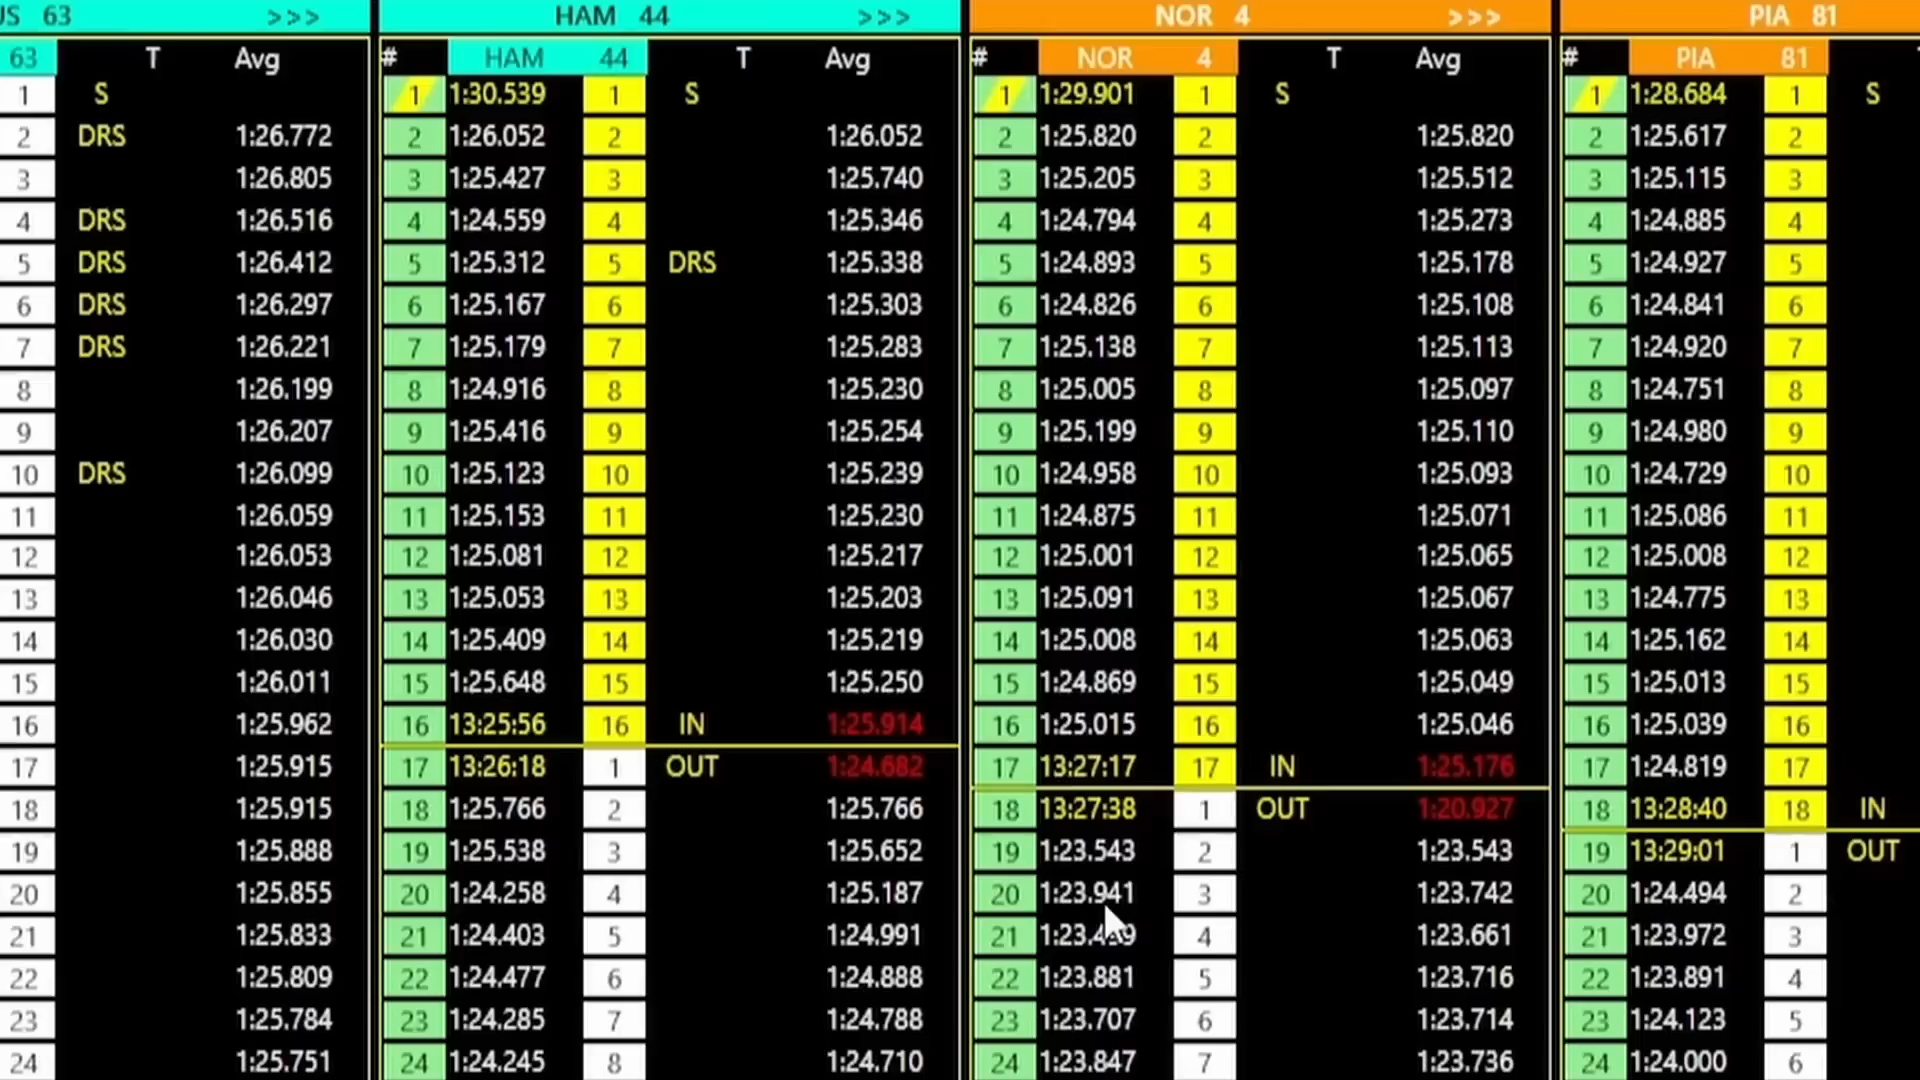 US 63 >>> HAM 44 >>> NOR 4 >>> PIA 81
63 T Avg # HAM 44 T Avg # NOR 4 T Avg # PIA 81
1 S 1 1:30.539 1 S 1 1:29.901 1 S 1 1:28.684 1 S
2 DRS 1:26.772 2 1:26.052 2 1:26.052 2 1:25.820 2 1:25.820 2 1:25.617 2
3 1:26.805 3 1:25.427 3 1:25.740 3 1:25.205 3 1:25.512 3 1:25.115 3
4 DRS 1:26.516 4 1:24.559 4 1:25.346 4 1:24.794 4 1:25.273 4 1:24.885 4
5 DRS 1:26.412 5 1:25.312 5 DRS 1:25.338 5 1:24.893 5 1:25.178 5 1:24.927 5
6 DRS 1:26.297 6 1:25.167 6 1:25.303 6 1:24.826 6 1:25.108 6 1:24.841 6
7 DRS 1:26.221 7 1:25.179 7 1:25.283 7 1:25.138 7 1:25.113 7 1:24.920 7
8 1:26.199 8 1:24.916 8 1:25.230 8 1:25.005 8 1:25.097 8 1:24.751 8
9 1:26.207 9 1:25.416 9 1:25.254 9 1:25.199 9 1:25.110 9 1:24.980 9
10 DRS 1:26.099 10 1:25.123 10 1:25.239 10 1:24.958 10 1:25.093 10 1:24.729 10
11 1:26.059 11 1:25.153 11 1:25.230 11 1:24.875 11 1:25.071 11 1:25.086 11
12 1:26.053 12 1:25.081 12 1:25.217 12 1:25.001 12 1:25.065 12 1:25.008 12
13 1:26.046 13 1:25.053 13 1:25.203 13 1:25.091 13 1:25.067 13 1:24.775 13
14 1:26.030 14 1:25.409 14 1:25.219 14 1:25.008 14 1:25.063 14 1:25.162 14
15 1:26.011 15 1:25.648 15 1:25.250 15 1:24.869 15 1:25.049 15 1:25.013 15
16 1:25.962 16 13:25:56 16 IN 1:25.914 16 1:25.015 16 1:25.046 16 1:25.039 16
17 1:25.915 17 13:26:18 1 OUT 1:24.682 17 13:27:17 17 IN 1:25.176 17 1:24.819 17
18 1:25.915 18 1:25.766 2 1:25.766 18 13:27:38 1 OUT 1:20.927 18 13:28:40 18 IN
19 1:25.888 19 1:25.538 3 1:25.652 19 1:23.543 2 1:23.543 19 13:29:01 1 OUT
20 1:25.855 20 1:24.258 4 1:25.187 20 1:23.941 3 1:23.742 20 1:24.494 2
21 1:25.833 21 1:24.403 5 1:24.991 21 4 1:23.661 21 1:23.972 3
22 1:25.809 22 1:24.477 6 1:24.888 22 1:23.881 5 1:23.716 22 1:23.891 4
23 1:25.784 23 1:24.285 7 1:24.788 23 1:23.707 6 1:23.714 23 1:24.123 5
24 1:25.751 24 1:24.245 8 1:24.710 24 1:23.847 7 1:23.736 24 1:24.000 6